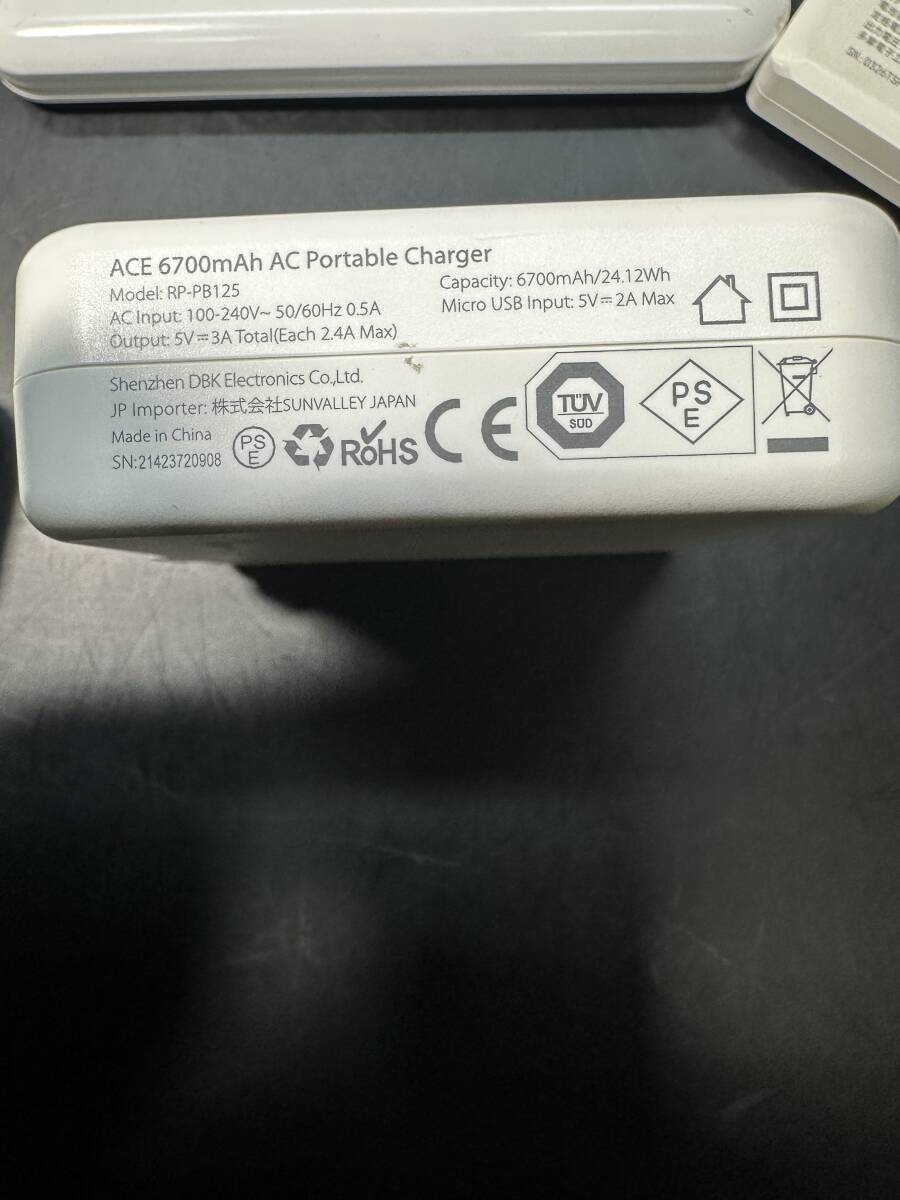 ACE 6700mAh AC Portable Charger
Model: RP-PB125
Capacity: 6700mAh/24.12Wh
AC Input: 100-240V~ 50/60Hz 0.5A
Micro USB Input: 5V⎓2A Max
Output: 5V⎓3A Total(Each 2.4A Max)
Shenzhen DBK Electronics Co.,Ltd.
JP Importer: 株式会社SUNVALLEY JAPAN
Made in China
SN:21423720908
PS
E
RoHS
CE
TÜV
SÜD
PS
E